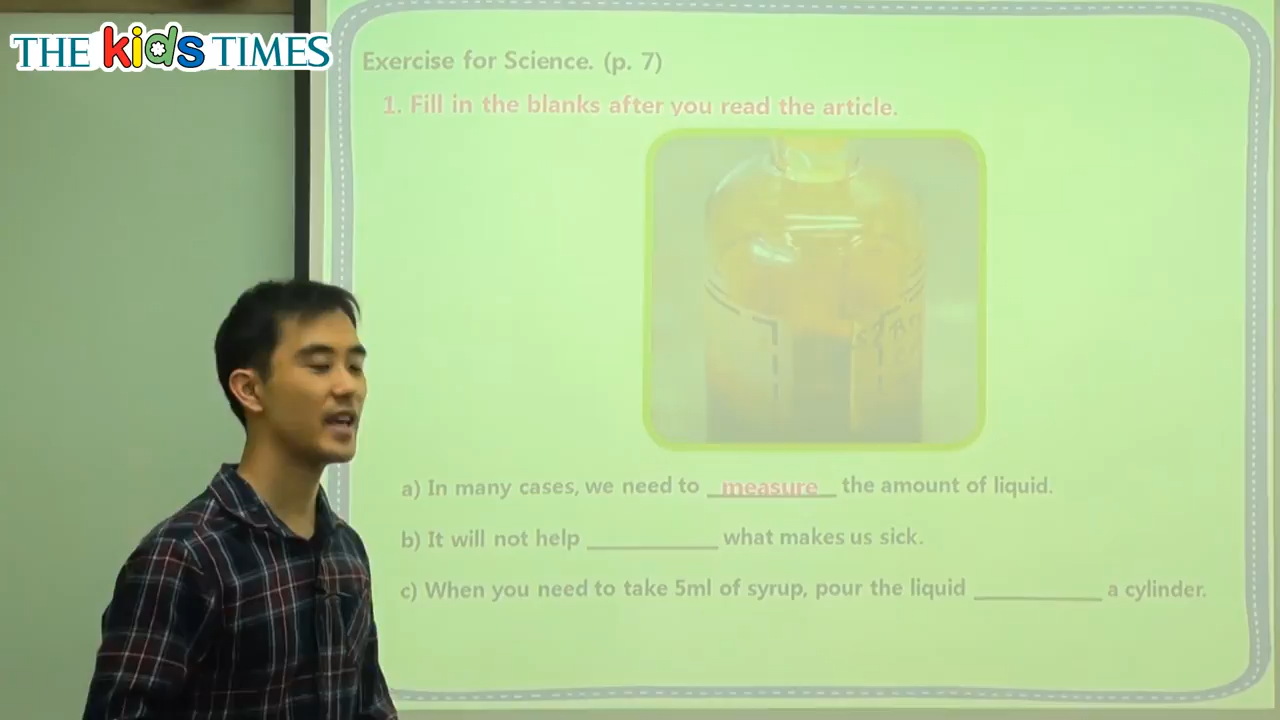 THE kids TIMES
Exercise for Science. (p. 7)
1. Fill in the blanks after you read the article.
a) In many cases, we need to measure the amount of liquid.
b) It will not help __________ what makes us sick.
c) When you need to take 5ml of syrup, pour the liquid __________ a cylinder.